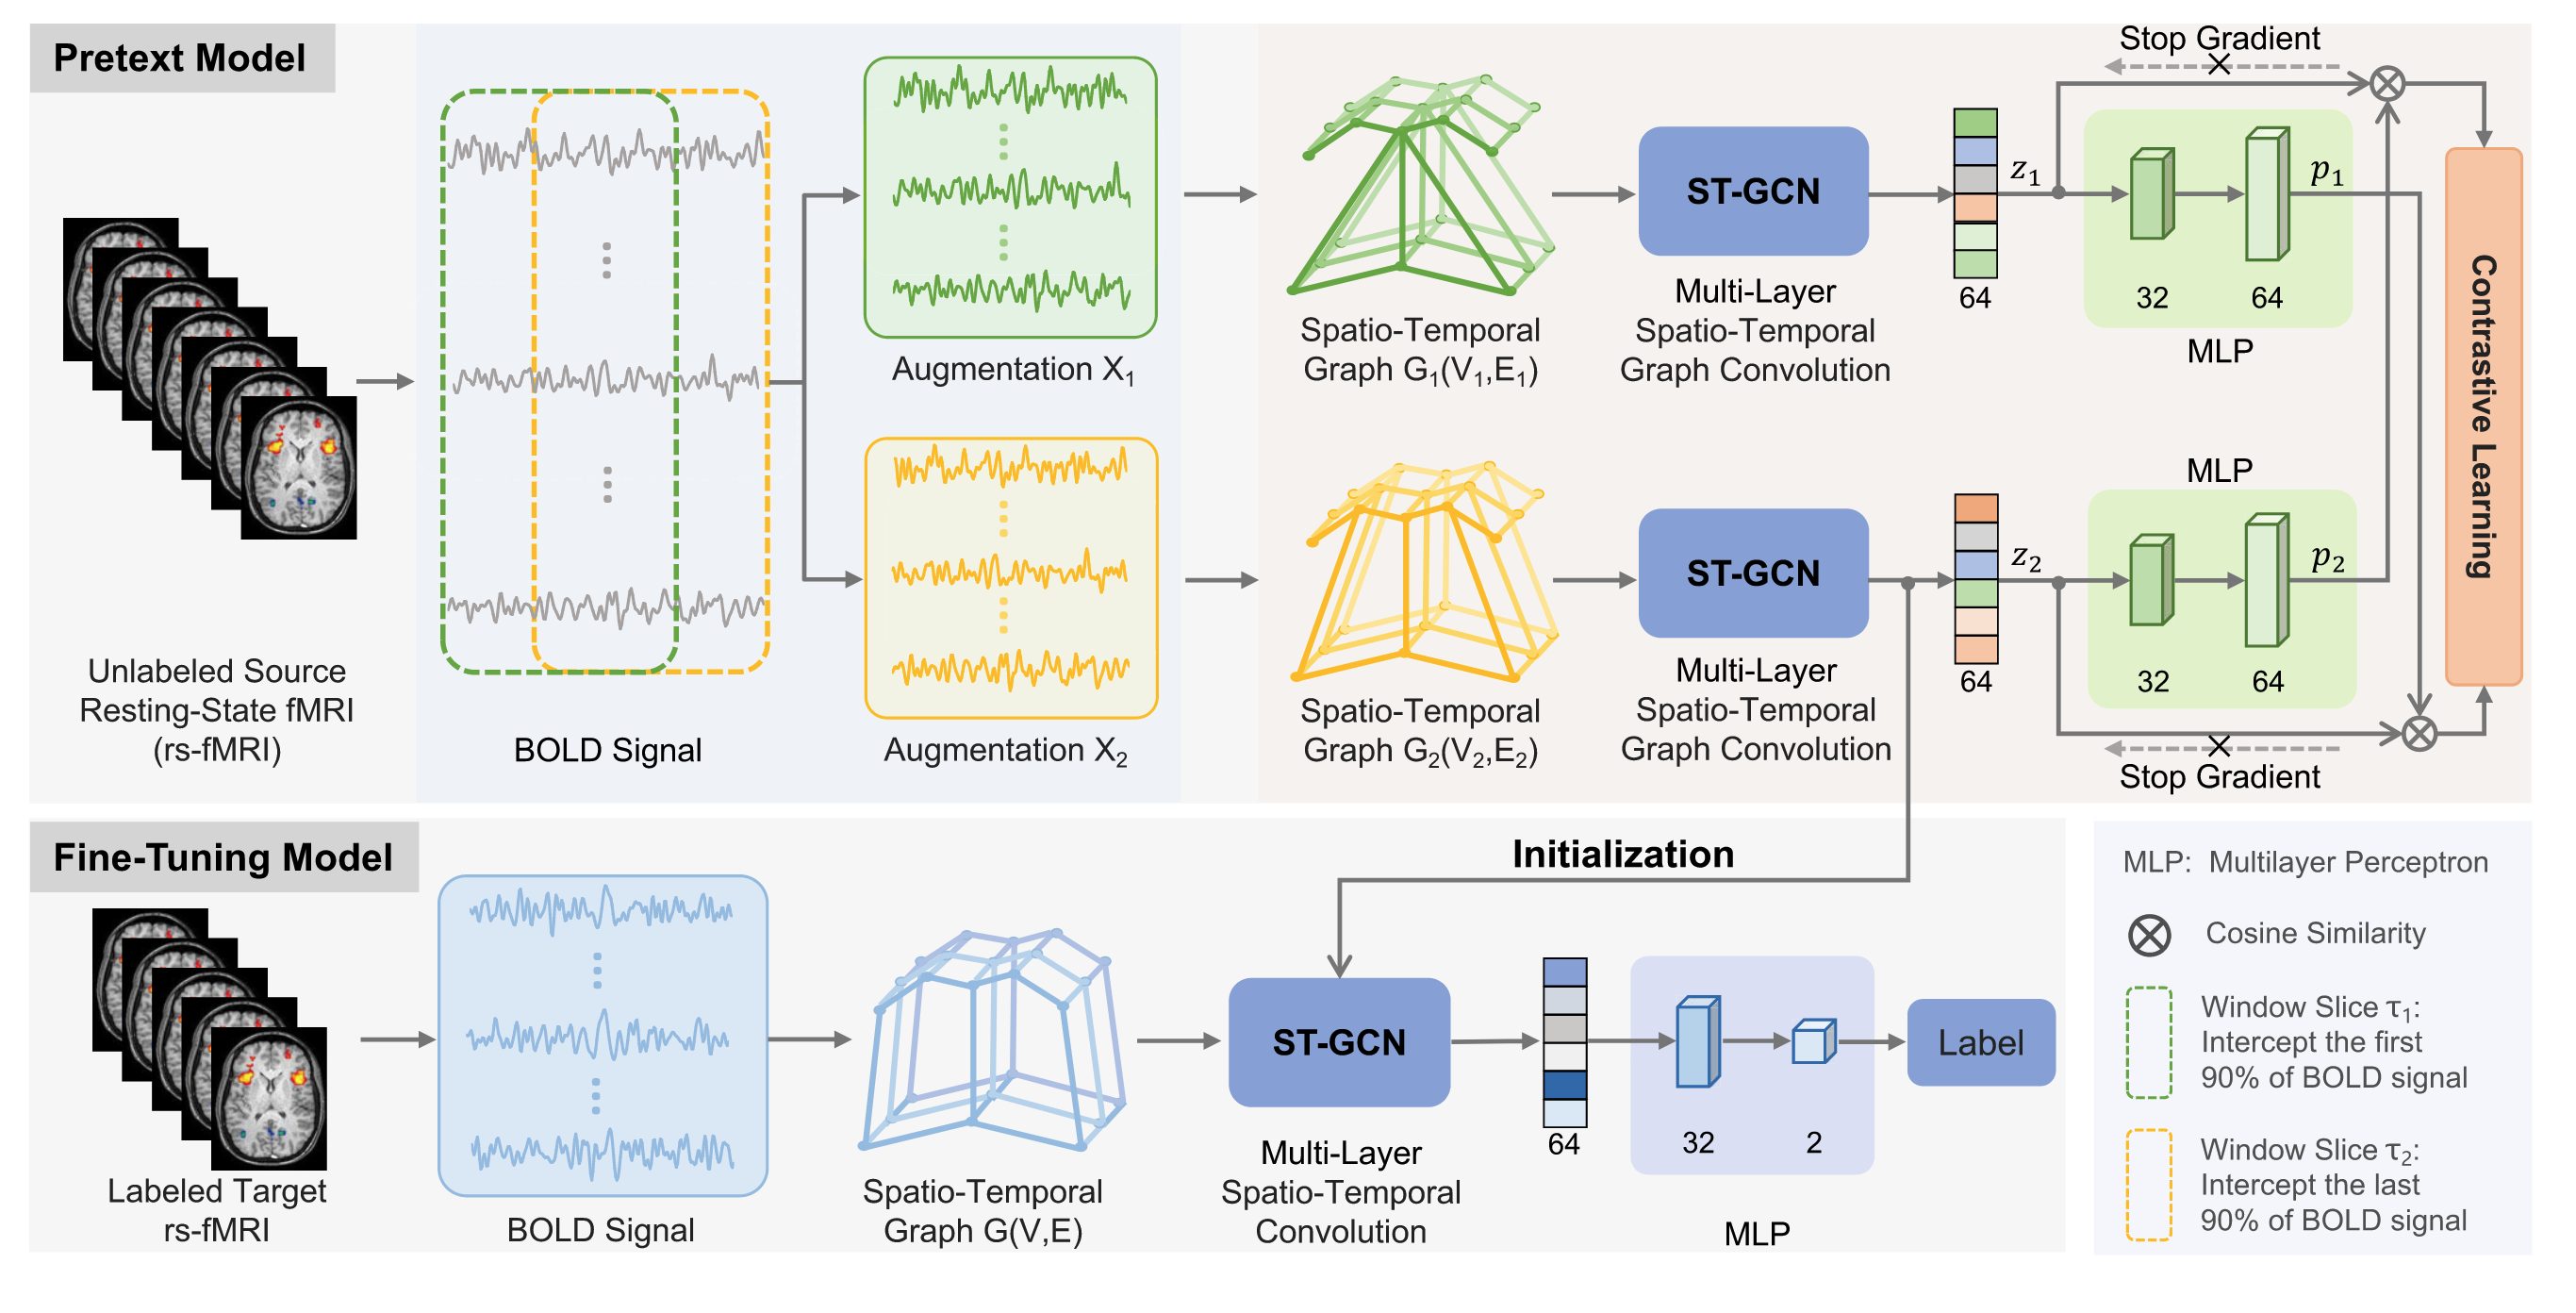 Pretext Model
Unlabeled Source
Resting-State fMRI
(rs-fMRI)
BOLD Signal
Augmentation X₁
Augmentation X₂
Spatio-Temporal
Graph G₁(V₁,E₁)
Spatio-Temporal
Graph G₂(V₂,E₂)
ST-GCN
Multi-Layer
Spatio-Temporal
Graph Convolution
ST-GCN
Multi-Layer
Spatio-Temporal
Graph Convolution
64
z₁
32
64
MLP
p₁
Stop Gradient
64
z₂
MLP
32
64
p₂
Stop Gradient
Contrastive Learning
Fine-Tuning Model
Labeled Target
rs-fMRI
BOLD Signal
Spatio-Temporal
Graph G(V,E)
Initialization
ST-GCN
Multi-Layer
Spatio-Temporal
Convolution
64
32
2
MLP
Label
MLP: Multilayer Perceptron
Cosine Similarity
Window Slice τ₁:
Intercept the first
90% of BOLD signal
Window Slice τ₂:
Intercept the last
90% of BOLD signal